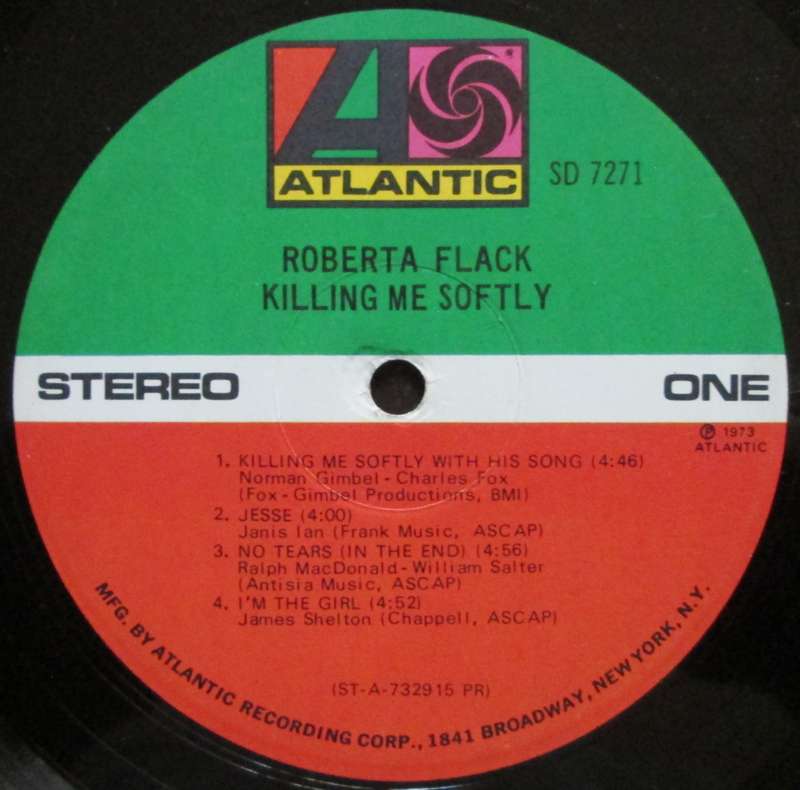 ATLANTIC
SD 7271
ROBERTA FLACK
KILLING ME SOFTLY
STEREO
ONE
℗ 1973
ATLANTIC
1. KILLING ME SOFTLY WITH HIS SONG (4:46)
Norman Gimbel - Charles Fox
(Fox - Gimbel Productions, BMI)
2. JESSE (4:00)
Janis Ian (Frank Music, ASCAP)
3. NO TEARS (IN THE END) (4:56)
Ralph MacDonald - William Salter
(Antisia Music, ASCAP)
4. I'M THE GIRL (4:52)
James Shelton (Chappell, ASCAP)
(ST-A-732915 PR)
MFG. BY ATLANTIC RECORDING CORP., 1841 BROADWAY, NEW YORK, N.Y.